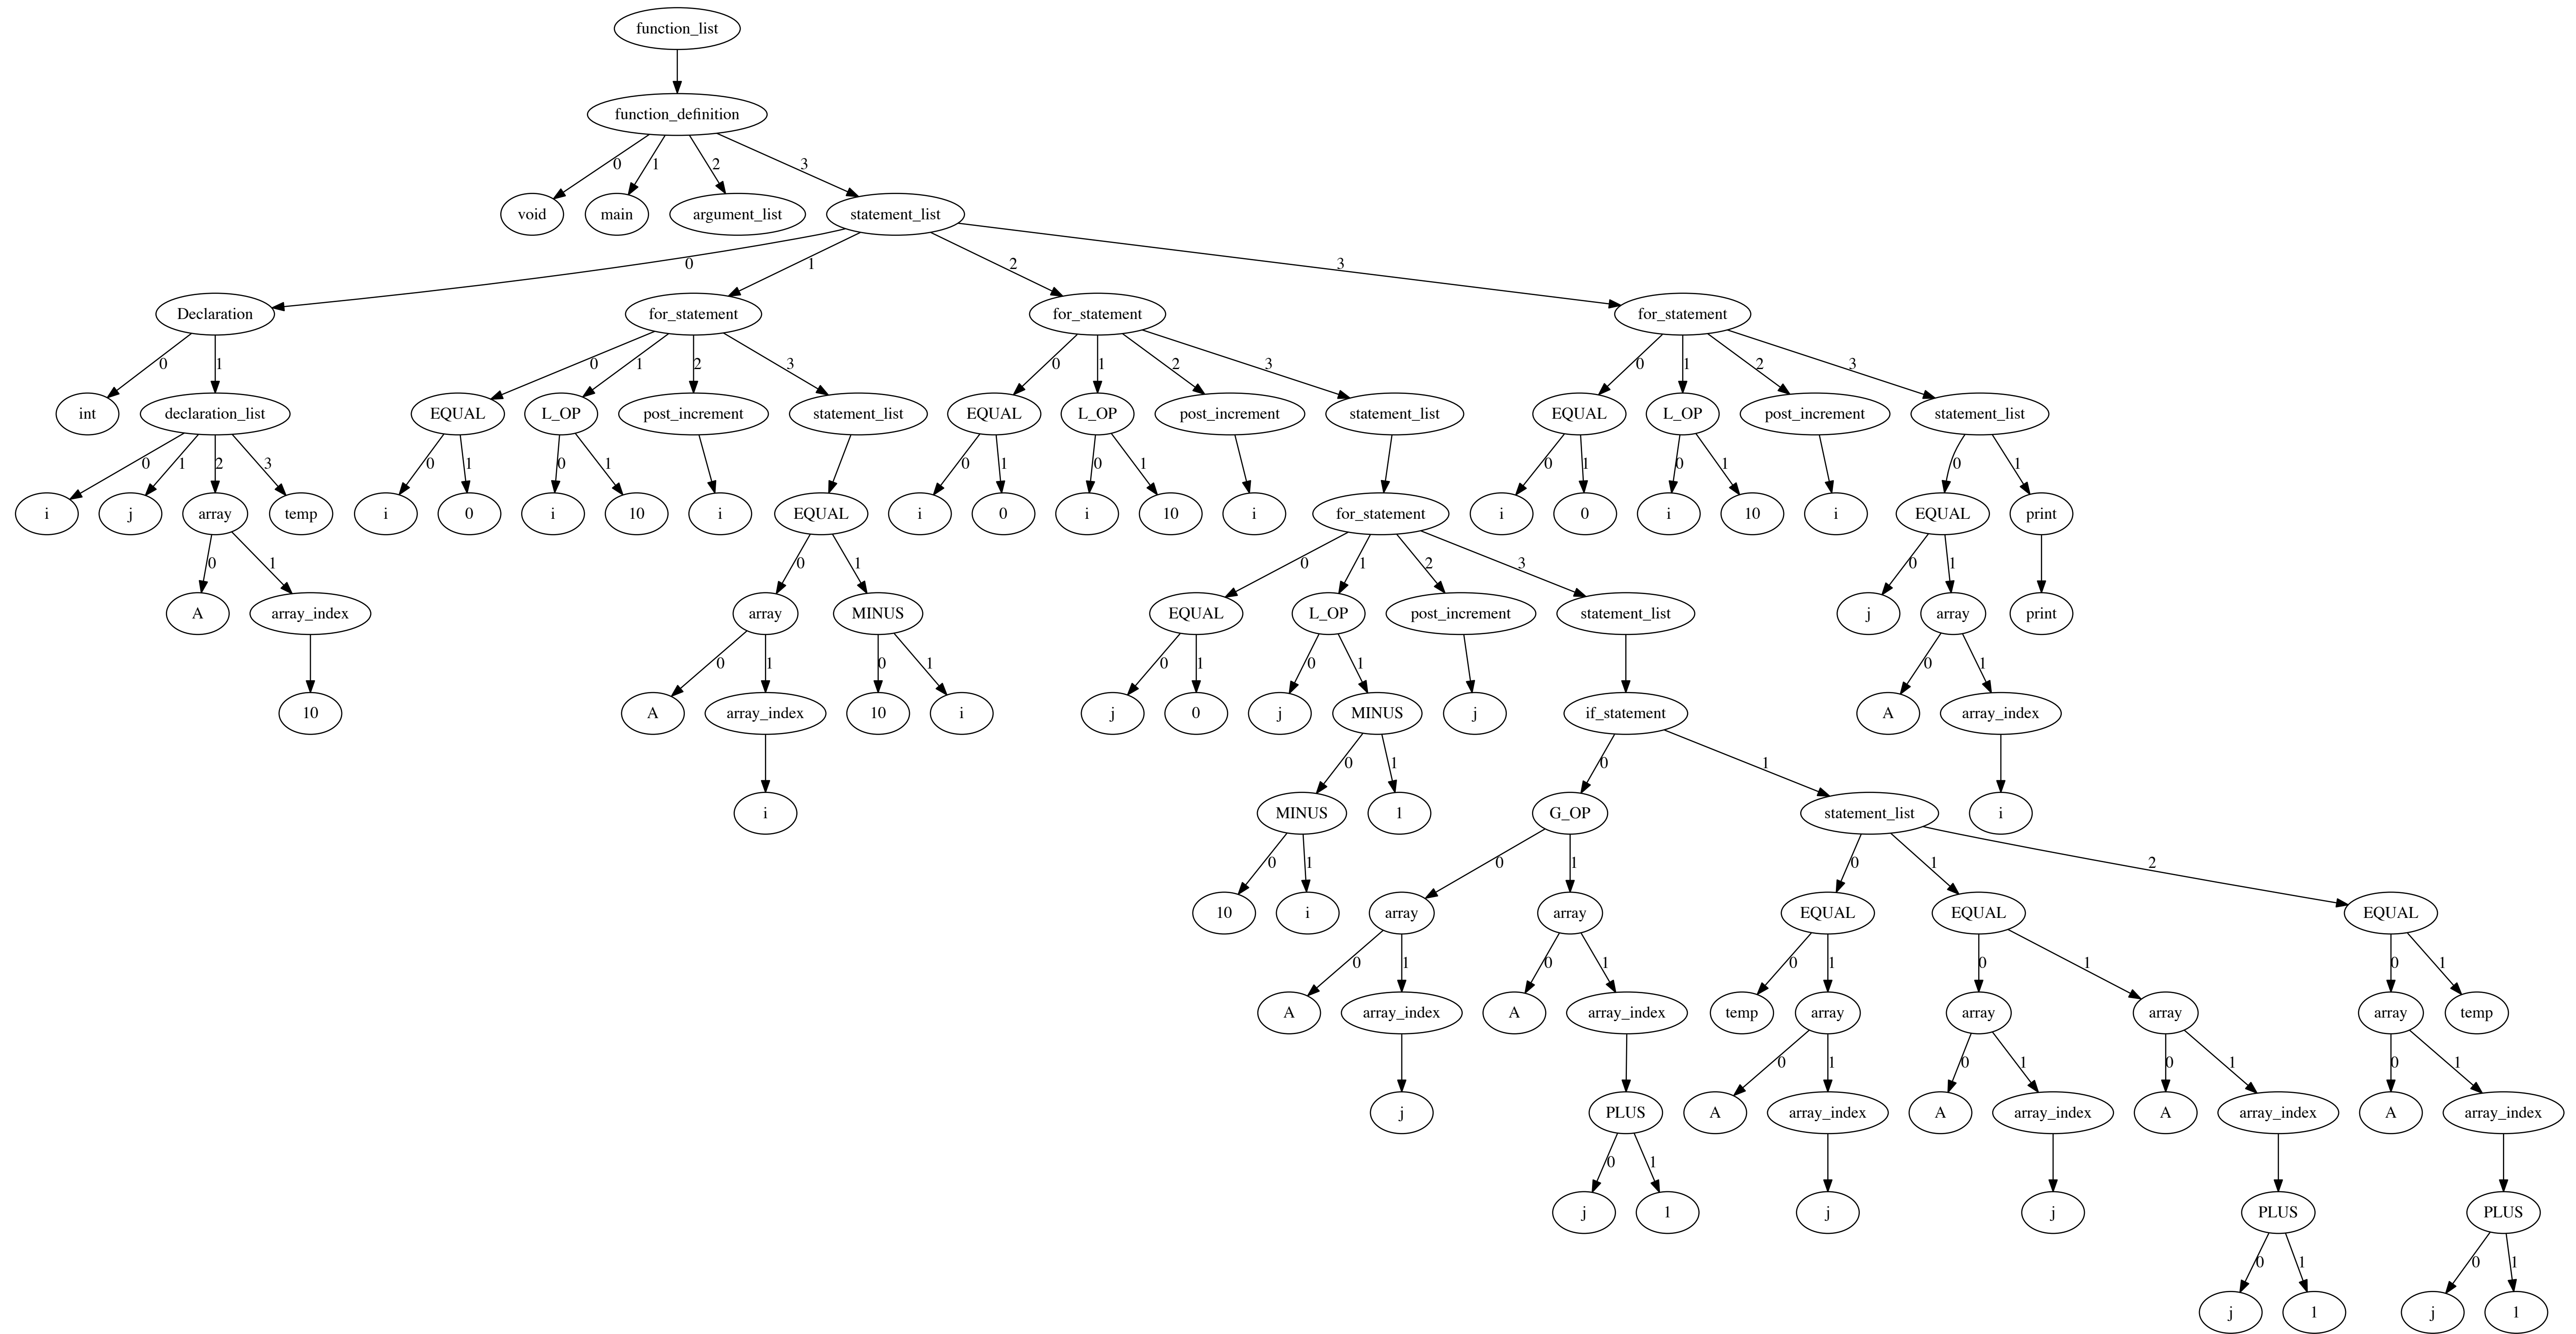 function_list
function_definition
0 1 2 3
void main argument_list statement_list
0 1 2 3
Declaration for_statement for_statement for_statement
0 1 0 1 2 3 0 1 2 3 0 1 2 3
int declaration_list EQUAL L_OP post_increment statement_list EQUAL L_OP post_increment statement_list EQUAL L_OP post_increment statement_list
0 1 2 3 0 1 0 1 0 1 0 1 0 1 0 1 0 1
i j array temp i 0 i 10 i EQUAL i 0 i 10 i for_statement i 0 i 10 i EQUAL print
0 1 0 1 0 1 2 3 0 1
A array_index array MINUS EQUAL L_OP post_increment statement_list j array print
0 1 0 1 0 1 0 1 0 1
10 A array_index 10 i j 0 j MINUS j if_statement A array_index
0 1 0 1
i MINUS 1 G_OP statement_list i
0 1 0 1 0 1 2
10 i array array EQUAL EQUAL EQUAL
0 1 0 1 0 1 0 1 0 1
A array_index A array_index temp array array array array temp
0 1 0 1 0 1 0 1
j PLUS A array_index A array_index A array_index A array_index
0 1
j 1 j j PLUS PLUS
0 1 0 1
j 1 j 1